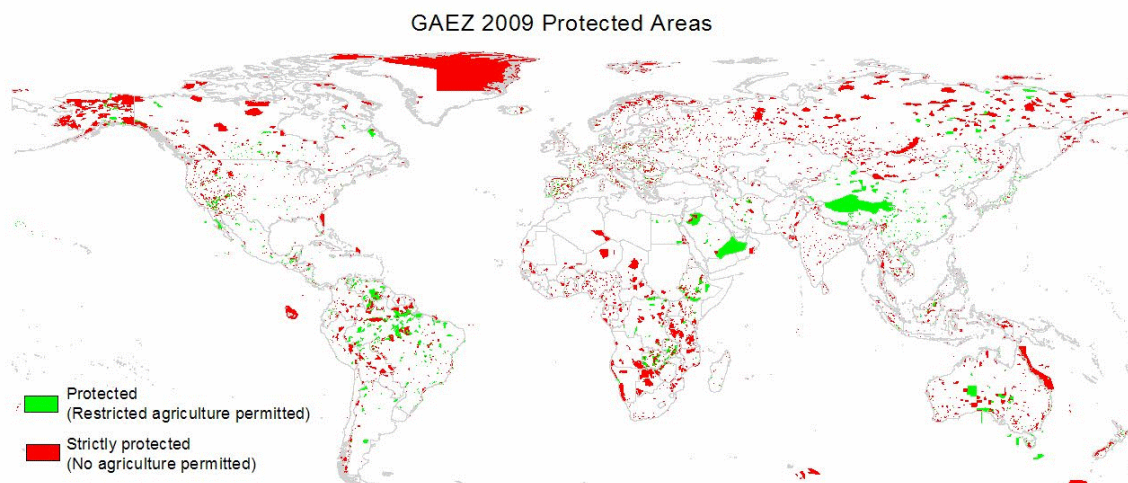 GAEZ 2009 Protected Areas
Protected
(Restricted agriculture permitted)
Strictly protected
(No agriculture permitted)